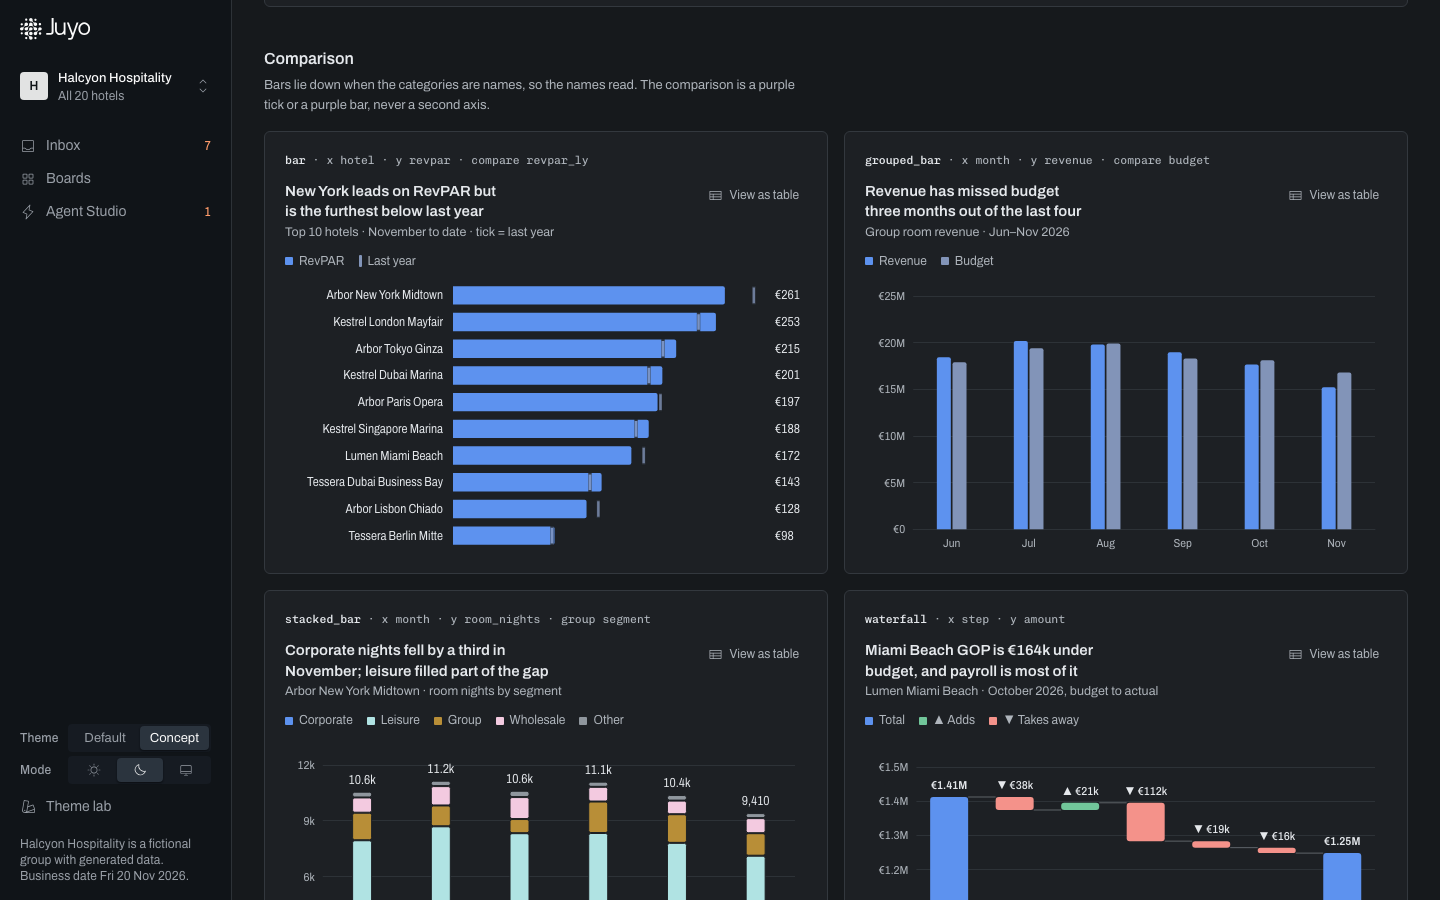 Juyo
H
Halcyon Hospitality
All 20 hotels
Inbox 7
Boards
Agent Studio 1
Theme Default Concept
Mode
Theme lab
Halcyon Hospitality is a fictional
group with generated data.
Business date Fri 20 Nov 2026.
Comparison
Bars lie down when the categories are names, so the names read. The comparison is a purple
tick or a purple bar, never a second axis.
bar · x hotel · y revpar · compare revpar_ly
New York leads on RevPAR but
is the furthest below last year
View as table
Top 10 hotels · November to date · tick = last year
RevPAR Last year
Arbor New York Midtown €261
Kestrel London Mayfair €253
Arbor Tokyo Ginza €215
Kestrel Dubai Marina €201
Arbor Paris Opera €197
Kestrel Singapore Marina €188
Lumen Miami Beach €172
Tessera Dubai Business Bay €143
Arbor Lisbon Chiado €128
Tessera Berlin Mitte €98
grouped_bar · x month · y revenue · compare budget
Revenue has missed budget
three months out of the last four
View as table
Group room revenue · Jun–Nov 2026
Revenue Budget
€25M
€20M
€15M
€10M
€5M
€0
Jun Jul Aug Sep Oct Nov
stacked_bar · x month · y room_nights · group segment
Corporate nights fell by a third in
November; leisure filled part of the gap
View as table
Arbor New York Midtown · room nights by segment
Corporate Leisure Group Wholesale Other
12k
9k
6k
10.6k 11.2k 10.6k 11.1k 10.4k 9,410
waterfall · x step · y amount
Miami Beach GOP is €164k under
budget, and payroll is most of it
View as table
Lumen Miami Beach · October 2026, budget to actual
Total ▲ Adds ▼ Takes away
€1.5M
€1.4M
€1.3M
€1.2M
€1.41M ▼ €38k ▲ €21k ▼ €112k ▼ €19k ▼ €16k €1.25M